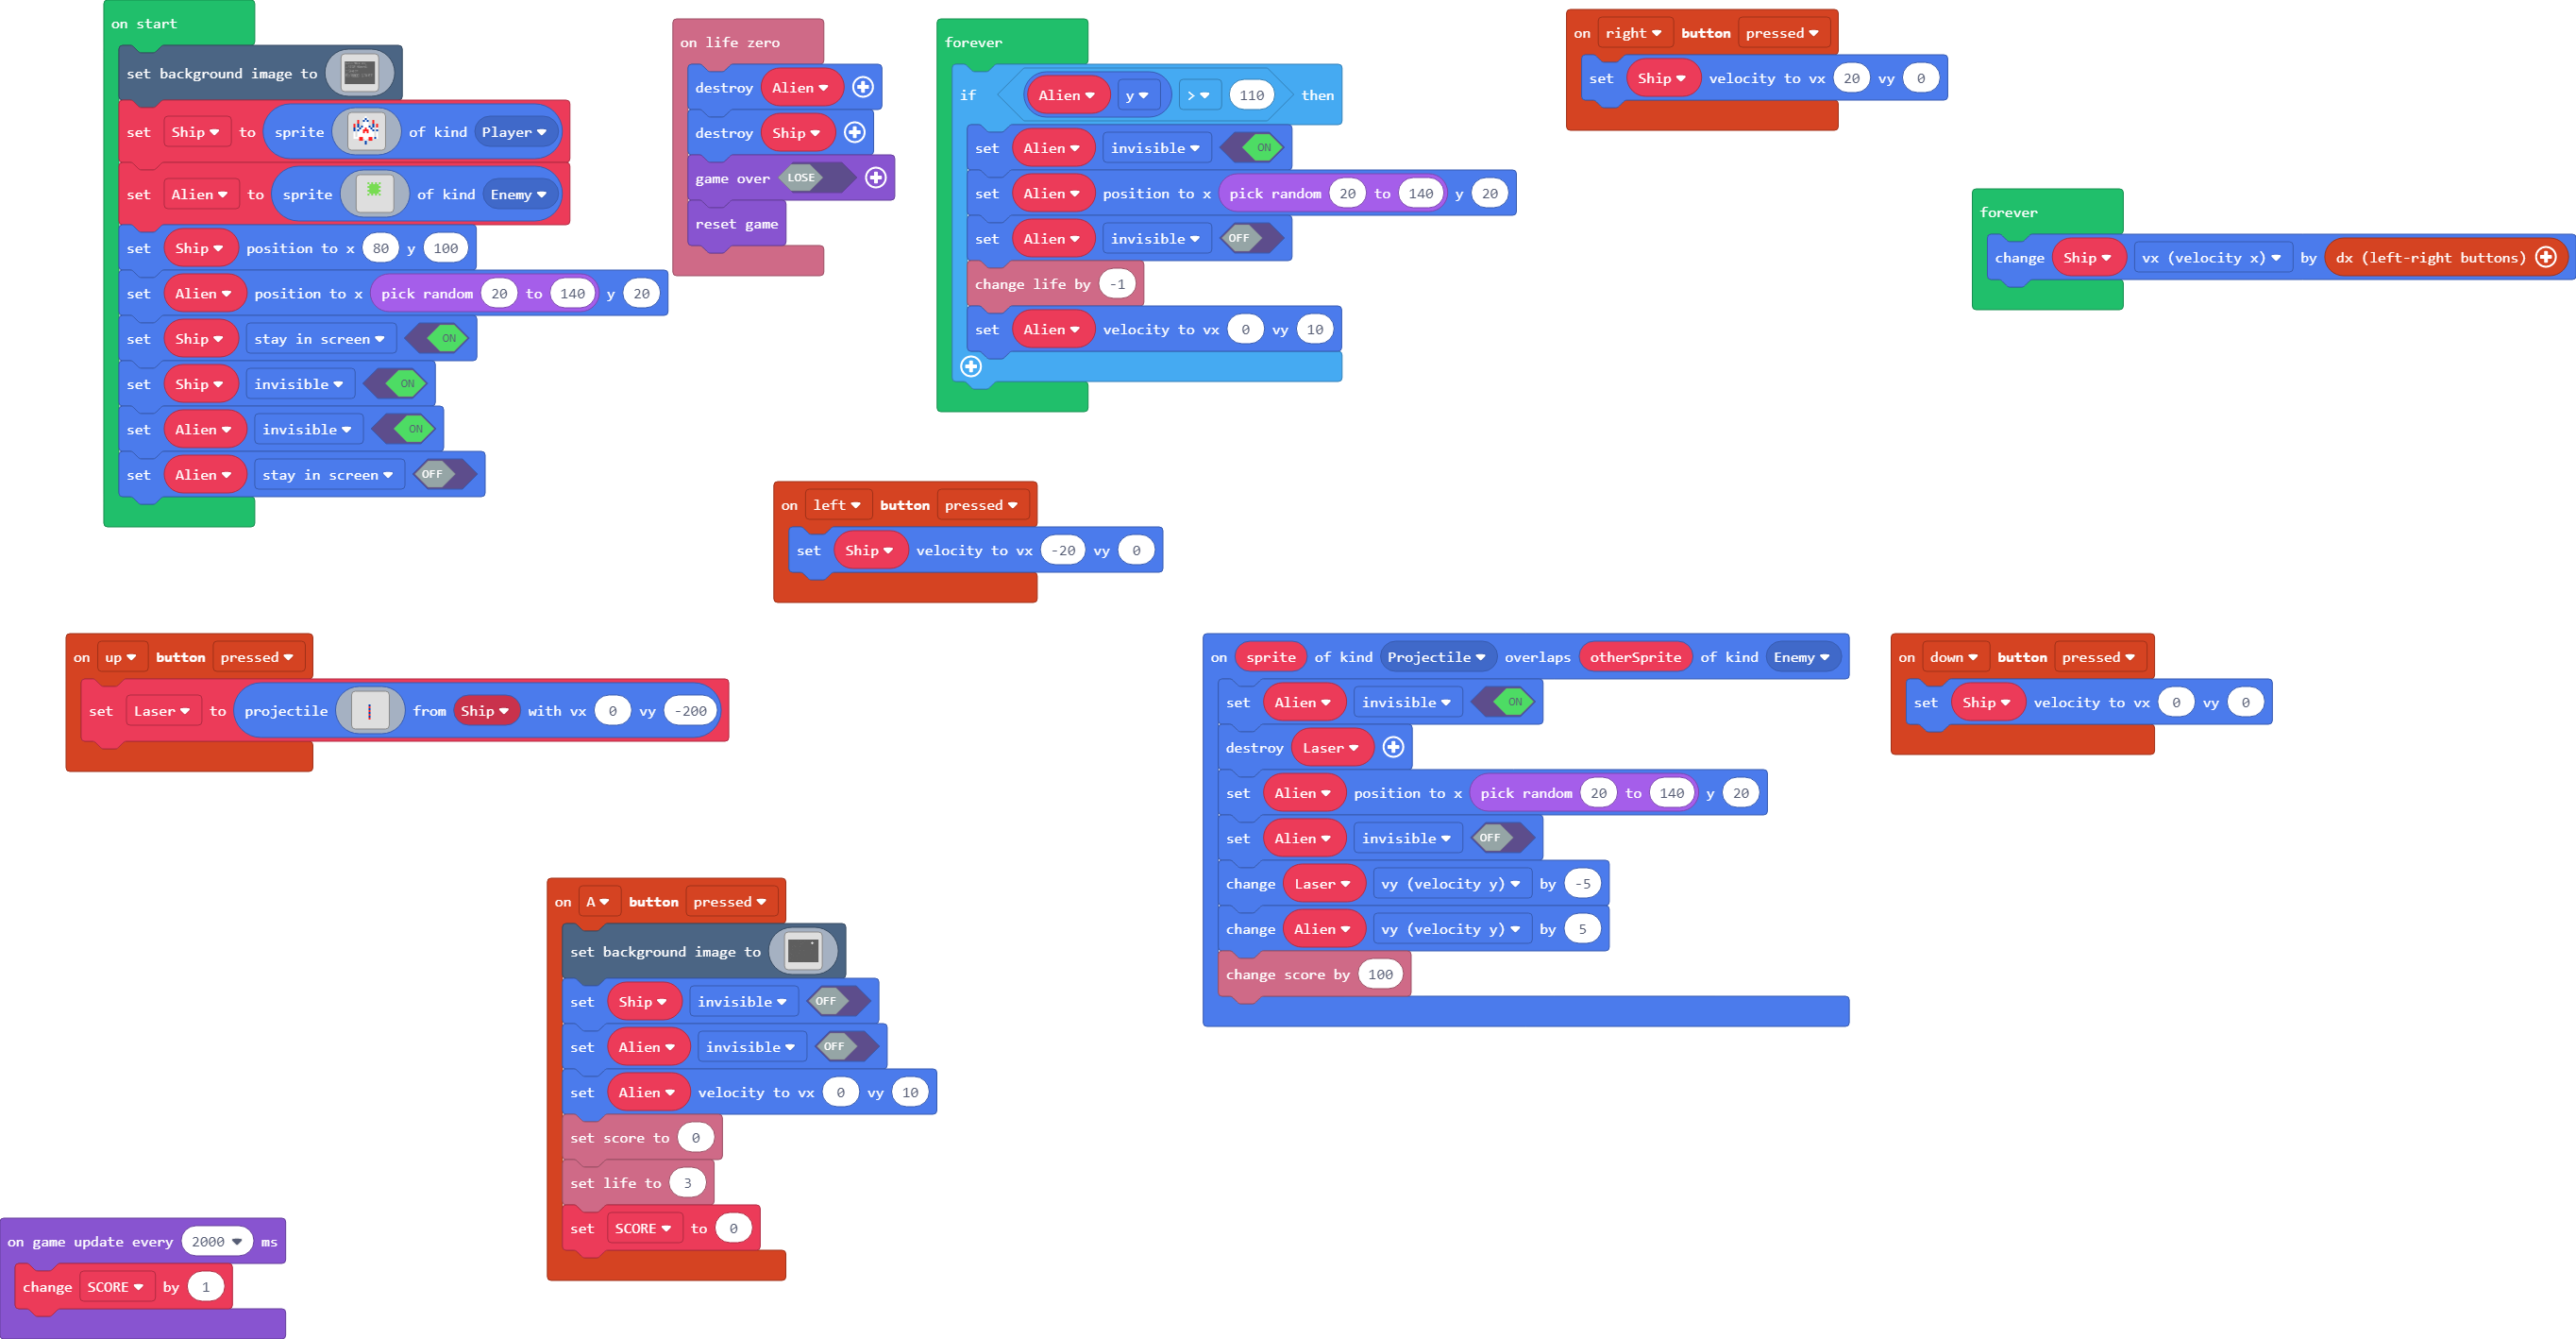 on start
set background image to
set Ship to sprite of kind Player
set Alien to sprite of kind Enemy
set Ship position to x 80 y 100
set Alien position to x pick random 20 to 140 y 20
set Ship stay in screen ON
set Ship invisible ON
set Alien invisible ON
set Alien stay in screen OFF
on life zero
destroy Alien
destroy Ship
game over LOSE
reset game
forever
if Alien y > 110 then
set Alien invisible ON
set Alien position to x pick random 20 to 140 y 20
set Alien invisible OFF
change life by -1
set Alien velocity to vx 0 vy 10
on right button pressed
set Ship velocity to vx 20 vy 0
forever
change Ship vx (velocity x) by dx (left-right buttons)
on left button pressed
set Ship velocity to vx -20 vy 0
on up button pressed
set Laser to projectile from Ship with vx 0 vy -200
on sprite of kind Projectile overlaps otherSprite of kind Enemy
set Alien invisible ON
destroy Laser
set Alien position to x pick random 20 to 140 y 20
set Alien invisible OFF
change Laser vy (velocity y) by -5
change Alien vy (velocity y) by 5
change score by 100
on down button pressed
set Ship velocity to vx 0 vy 0
on A button pressed
set background image to
set Ship invisible OFF
set Alien invisible OFF
set Alien velocity to vx 0 vy 10
set score to 0
set life to 3
set SCORE to 0
on game update every 2000 ms
change SCORE by 1